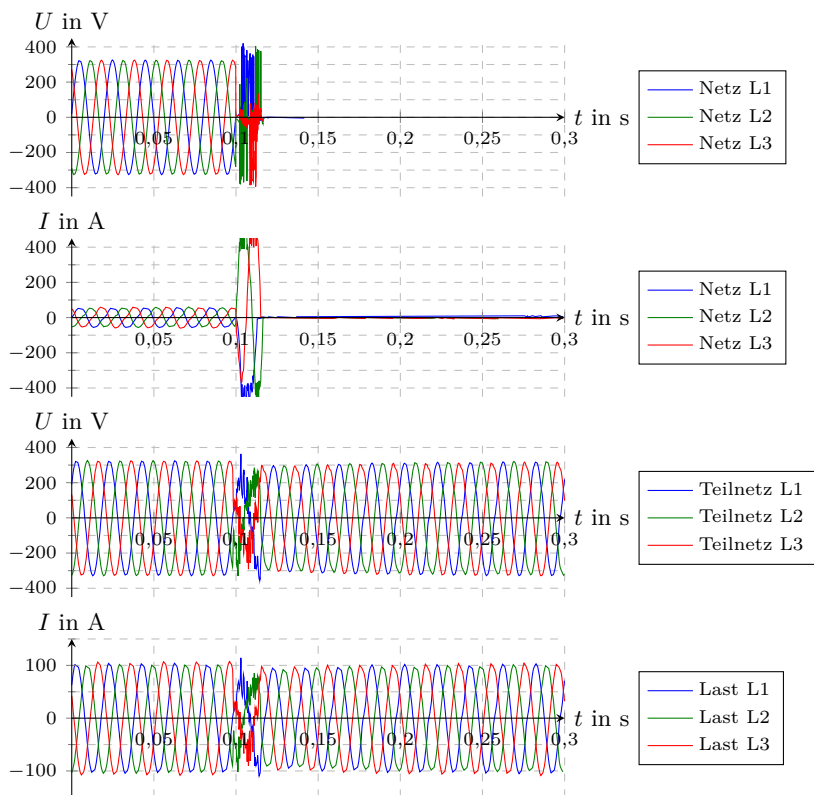 U in V
400
200
0
−200
−400
0,05
0,1
0,15
0,2
0,25
0,3
t in s
Netz L1
Netz L2
Netz L3
I in A
400
200
0
−200
−400
0,05
0,1
0,15
0,2
0,25
0,3
t in s
Netz L1
Netz L2
Netz L3
U in V
400
200
0
−200
−400
0,05
0,1
0,15
0,2
0,25
0,3
t in s
Teilnetz L1
Teilnetz L2
Teilnetz L3
I in A
100
0
−100
0,05
0,1
0,15
0,2
0,25
0,3
t in s
Last L1
Last L2
Last L3